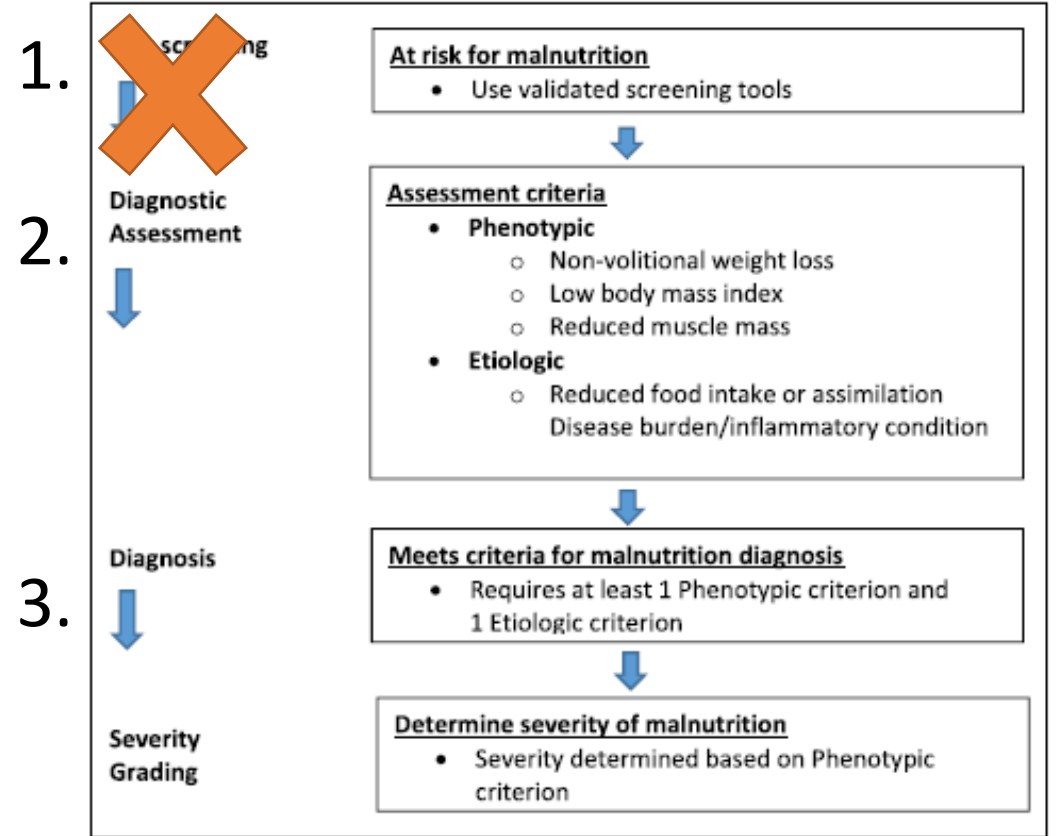 1.
At risk for malnutrition
• Use validated screening tools
2.
Diagnostic
Assessment
Assessment criteria
• Phenotypic
○ Non-volitional weight loss
○ Low body mass index
○ Reduced muscle mass
• Etiologic
○ Reduced food intake or assimilation
Disease burden/inflammatory condition
3.
Diagnosis
Meets criteria for malnutrition diagnosis
• Requires at least 1 Phenotypic criterion and
1 Etiologic criterion
Severity
Grading
Determine severity of malnutrition
• Severity determined based on Phenotypic
criterion